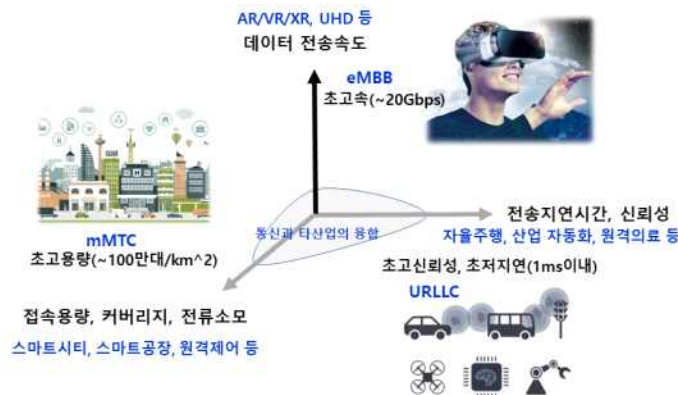 AR/VR/XR, UHD 등
데이터 전송속도
eMBB
초고속(~20Gbps)
mMTC
초고용량(~100만대/km^2)
통신과 타산업의 융합
전송지연시간, 신뢰성
자율주행, 산업 자동화, 원격의료 등
초고신뢰성, 초저지연(1ms이내)
URLLC
접속용량, 커버리지, 전류소모
스마트시티, 스마트공장, 원격제어 등